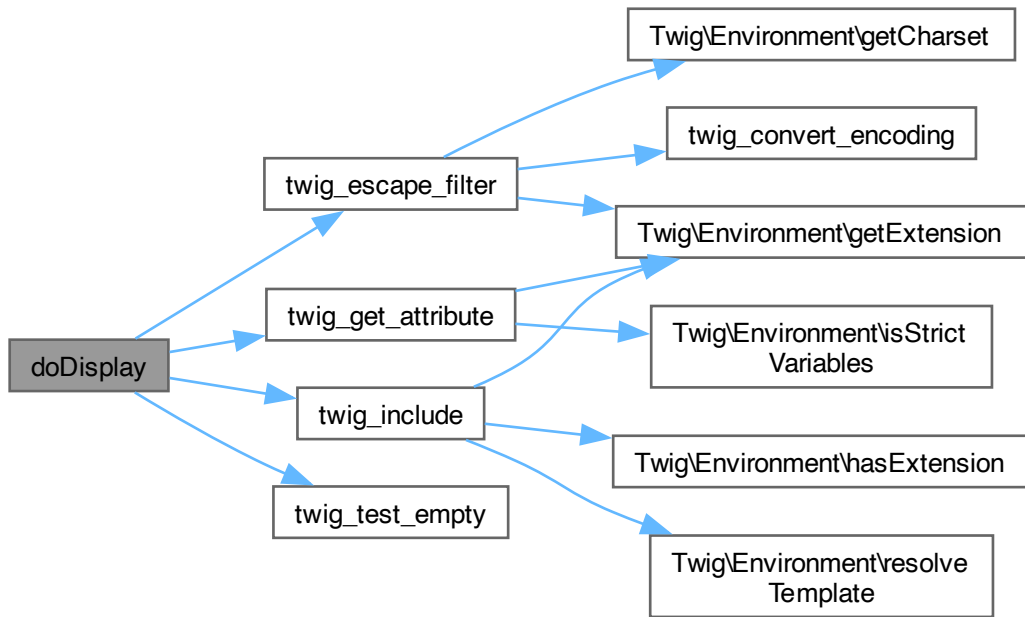 Twig\Environment\getCharset
twig_convert_encoding
twig_escape_filter
Twig\Environment\getExtension
twig_get_attribute
Twig\Environment\isStrict
Variables
doDisplay
twig_include
Twig\Environment\hasExtension
twig_test_empty
Twig\Environment\resolve
Template